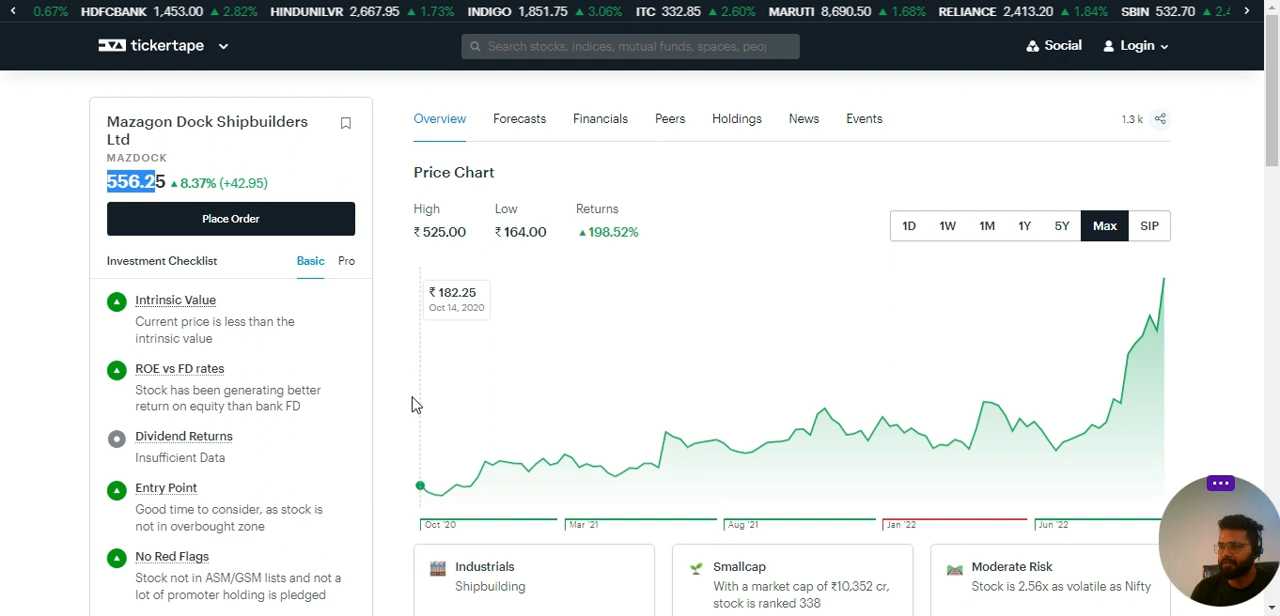 0.67% HDFCBANK 1,453.00 ▲ 2.82% HINDUNILVR 2,667.95 ▲ 1.73% INDIGO 1,851.75 ▲ 3.06% ITC 332.85 ▲ 2.60% MARUTI 8,690.50 ▲ 1.68% RELIANCE 2,413.20 ▲ 1.84% SBIN 532.70 ▲
tickertape
Search stocks, indices, mutual funds, spaces,
Social
Login
Mazagon Dock Shipbuilders
Ltd
MAZDOCK
556.25 ▲ 8.37% (+42.95)
Place Order
Investment Checklist
Basic
Pro
Intrinsic Value
Current price is less than the
intrinsic value
ROE vs FD rates
Stock has been generating better
return on equity than bank FD
Dividend Returns
Insufficient Data
Entry Point
Good time to consider, as stock is
not in overbought zone
No Red Flags
Stock not in ASM/GSM lists and not a
lot of promoter holding is pledged
Overview Forecasts Financials Peers Holdings News Events
1.3 k
Price Chart
High Low Returns
₹ 525.00 ₹ 164.00 ▲ 198.52%
1D 1W 1M 1Y 5Y Max SIP
₹ 182.25
Oct 14, 2020
Oct '20 Mar '21 Aug '21 Jan '22 Jun '22
Industrials
Shipbuilding
Smallcap
With a market cap of ₹10,352 cr,
stock is ranked 338
Moderate Risk
Stock is 2.56x as volatile as Nifty